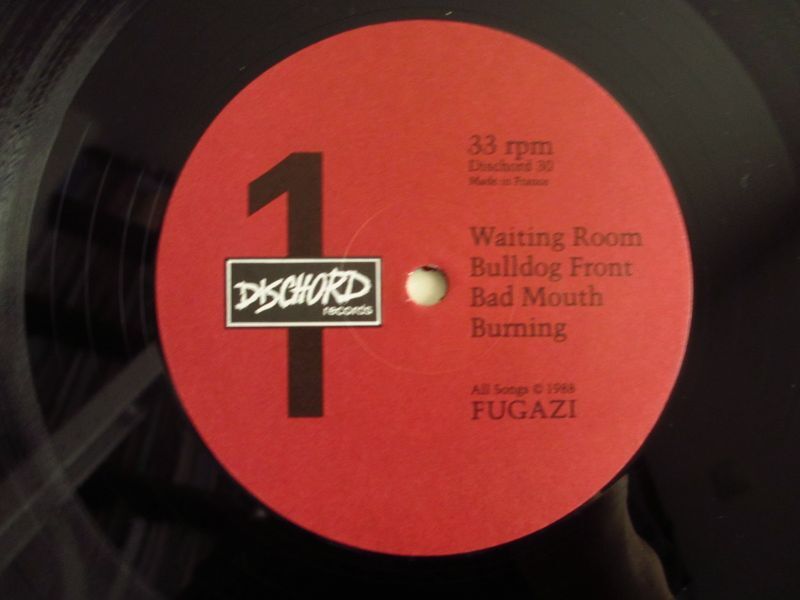 1
DISCHORD
records
33 rpm
Dischord 30
Made in France
Waiting Room
Bulldog Front
Bad Mouth
Burning
All Songs © 1988
FUGAZI